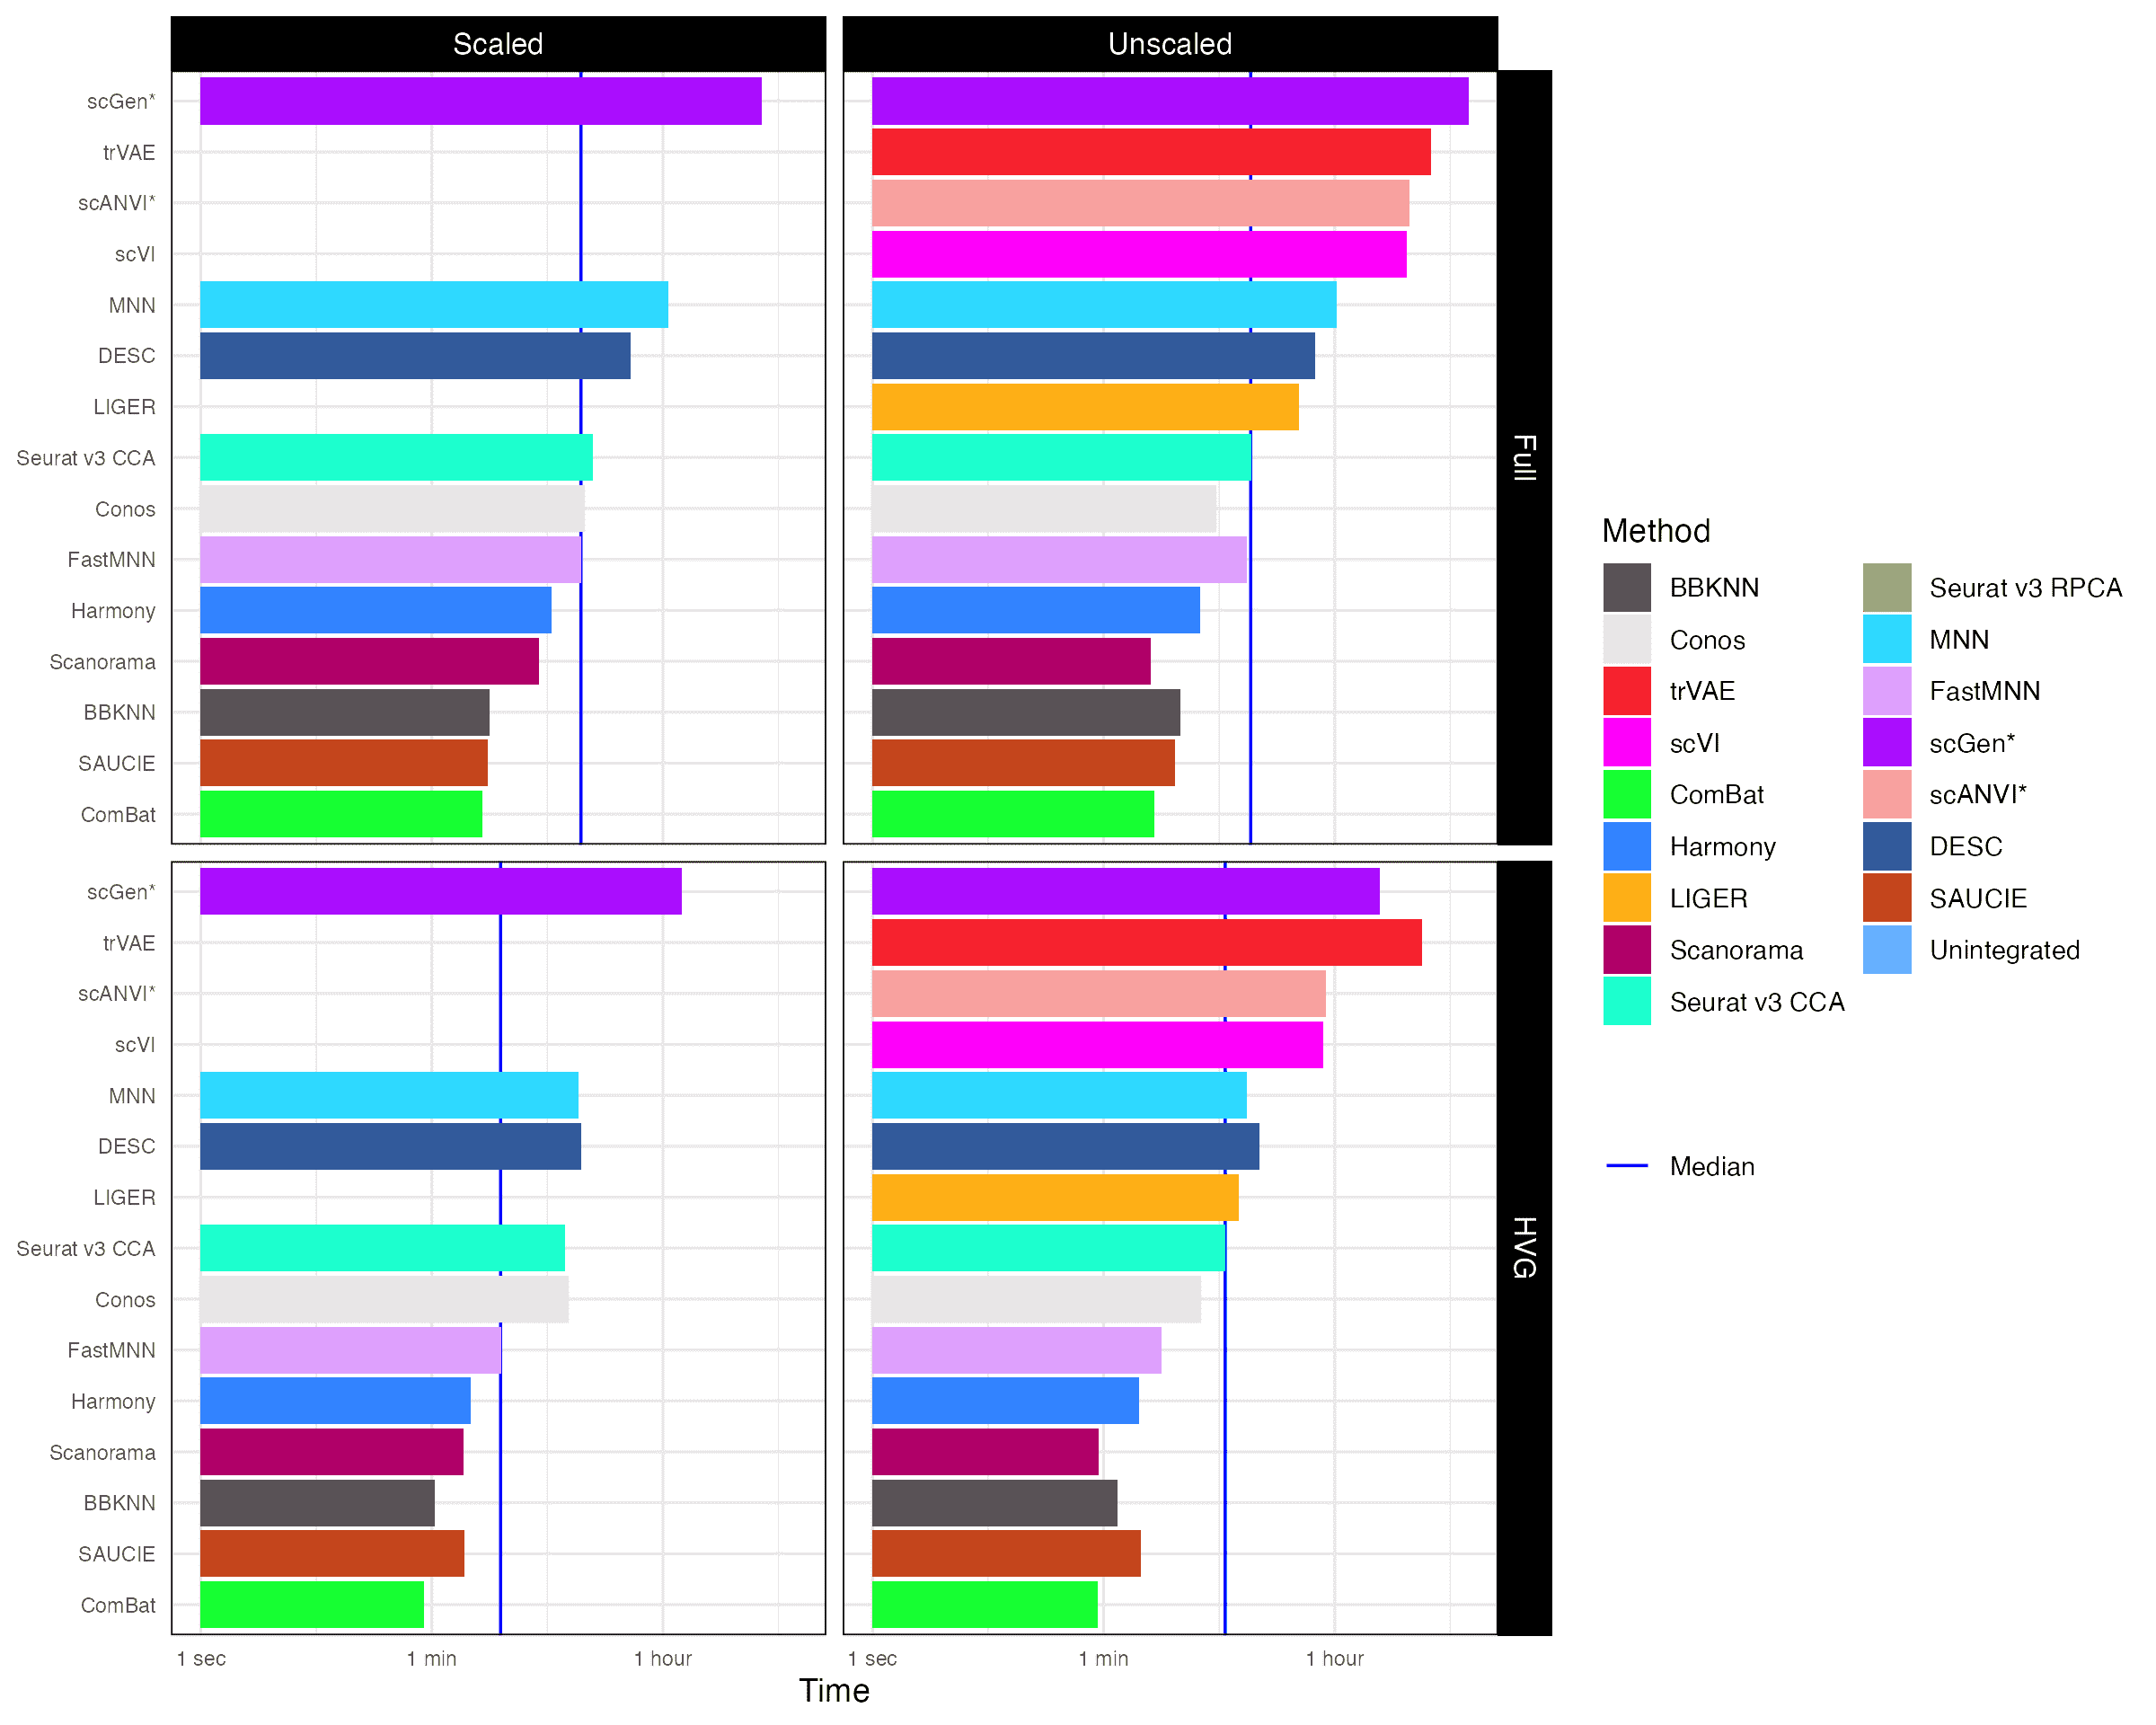 Scaled
Unscaled
scGen*
trVAE
scANVI*
scVI
MNN
DESC
LIGER
Seurat v3 CCA
Conos
FastMNN
Harmony
Scanorama
BBKNN
SAUCIE
ComBat
Full
scGen*
trVAE
scANVI*
scVI
MNN
DESC
LIGER
Seurat v3 CCA
Conos
FastMNN
Harmony
Scanorama
BBKNN
SAUCIE
ComBat
HVG
1 sec
1 min
1 hour
1 sec
1 min
1 hour
Time
Method
BBKNN
Conos
trVAE
scVI
ComBat
Harmony
LIGER
Scanorama
Seurat v3 CCA
Seurat v3 RPCA
MNN
FastMNN
scGen*
scANVI*
DESC
SAUCIE
Unintegrated
Median